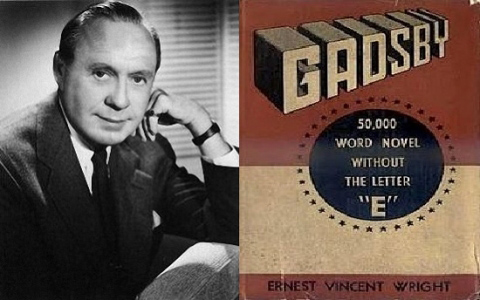 GADSBY
50,000
WORD NOVEL
WITHOUT
THE LETTER
"E"
ERNEST VINCENT WRIGHT